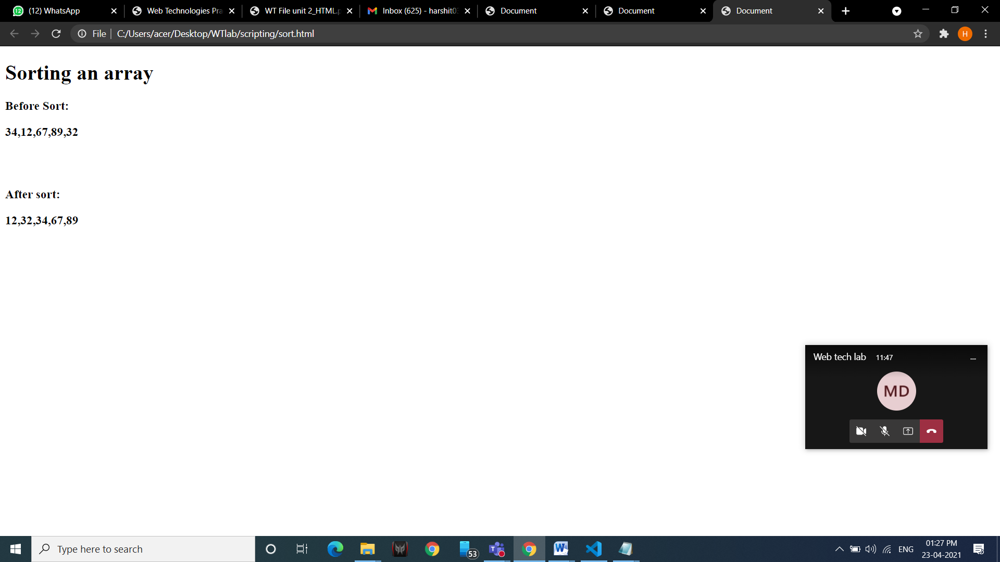 (12) WhatsApp
Web Technologies Pra
WT File unit 2_HTML.p
Inbox (625) - harshit03
Document
Document
Document
File
C:/Users/acer/Desktop/WTlab/scripting/sort.html
H
Sorting an array
Before Sort:
34,12,67,89,32
After sort:
12,32,34,67,89
Web tech lab 11:47
MD
Type here to search
53
ENG
01:27 PM
23-04-2021